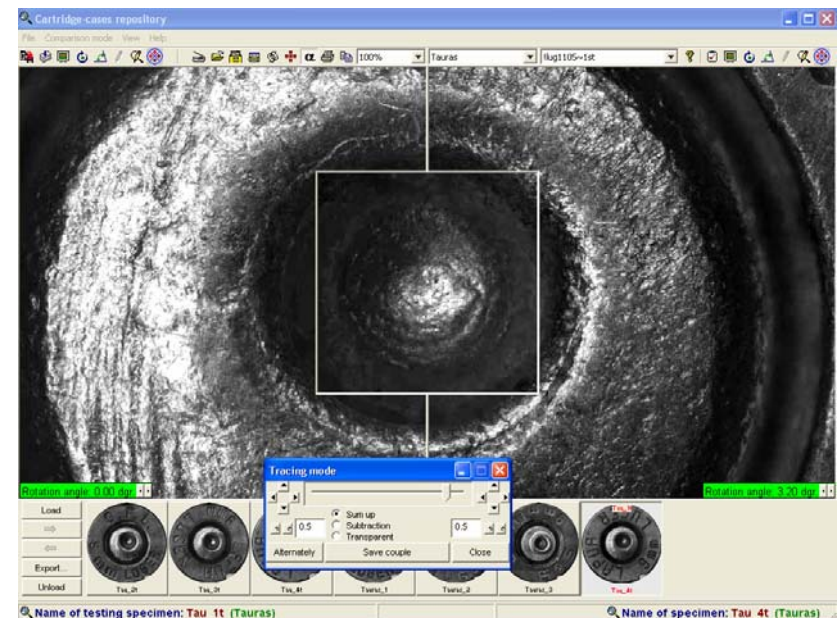 Cartridge-cases repository
File Comparison mode View Help
100% Tauras
Rotation angle: 0.00 dgr.
Rotation angle: 3.20 dgr.
Tracing mode
Sum up
Subtraction
Transparent
0.5
0.5
Alternately Save couple Close
Load
Export...
Unload
Tau_2t Tau_3t Tau_4t Tauras_1 Tauras_2 Tauras_3 Tau_4t
Name of testing specimen: Tau 1t (Tauras)
Name of specimen: Tau 4t (Tauras)